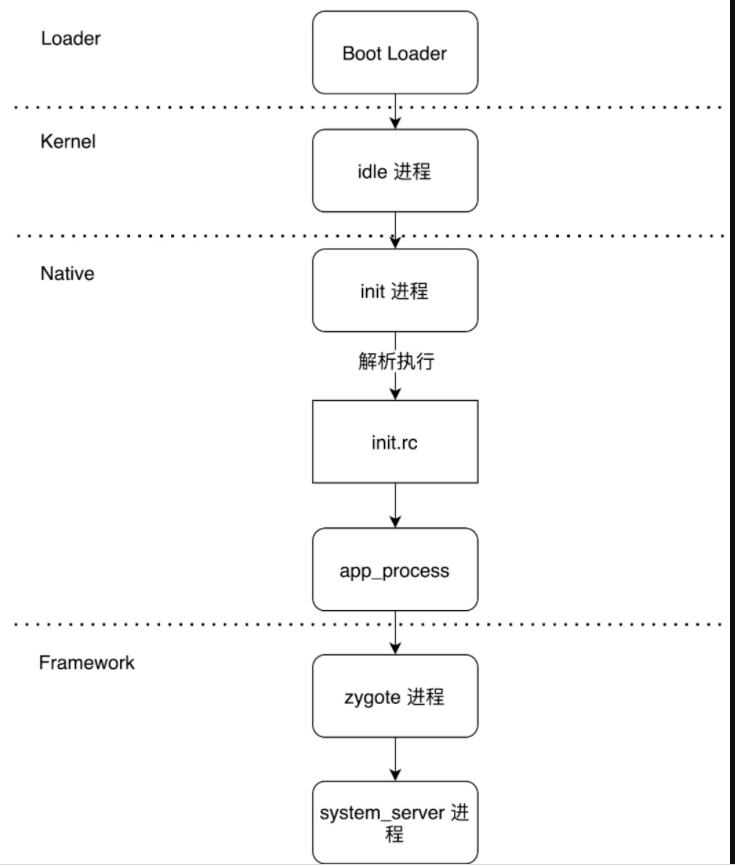 Loader
Boot Loader
Kernel
idle 进程
Native
init 进程
解析执行
init.rc
app_process
Framework
zygote 进程
system_server 进
程